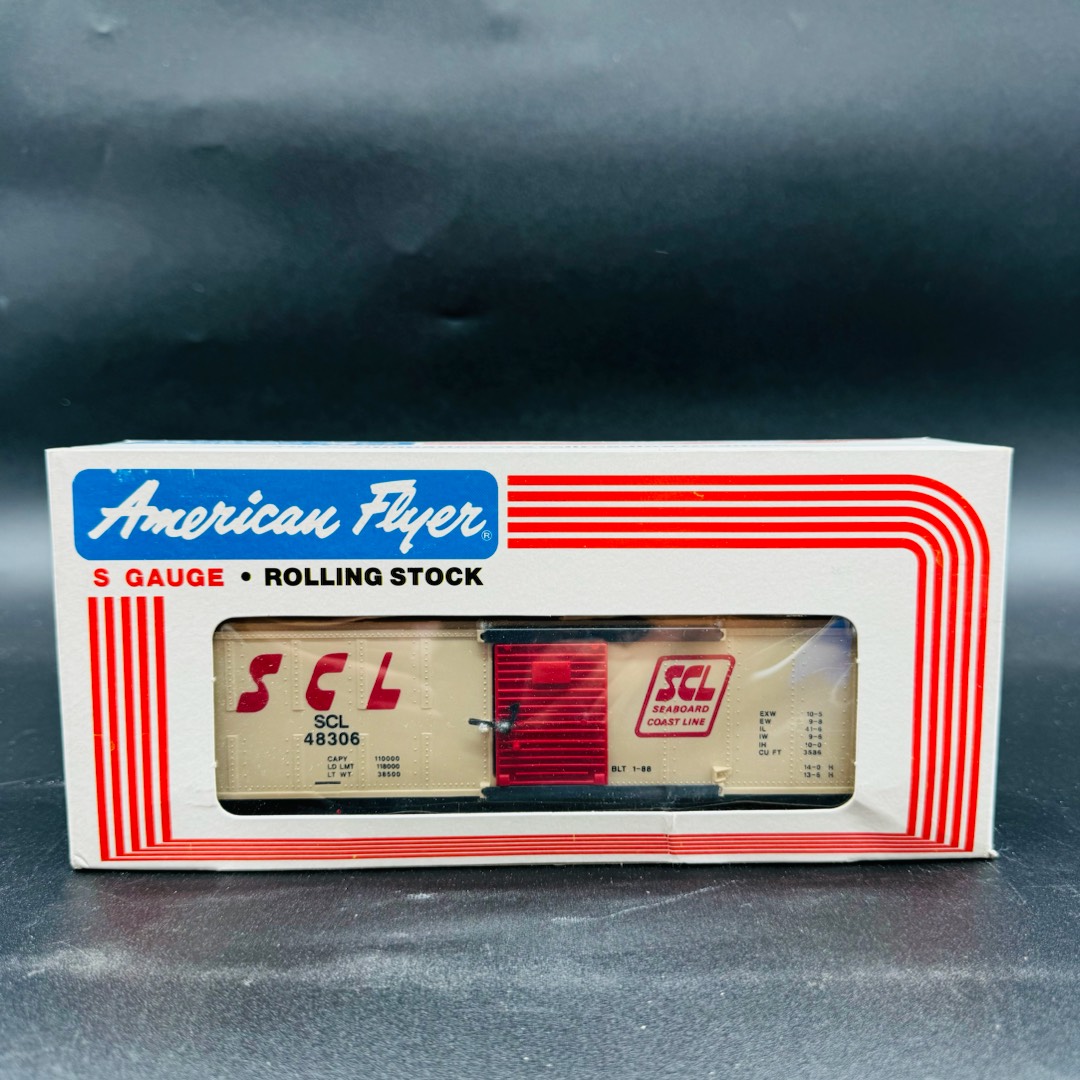 American Flyer®
S GAUGE • ROLLING STOCK
SCL
SCL
48306
CAPY 110000
LD LMT 118000
LT WT 38500
SCL
SEABOARD
COAST LINE
BLT 1-88
EXW 10-5
EW 9-8
IL 41-6
IW 9-6
IH 10-0
CU FT 3886
14-0 H
13-6 H